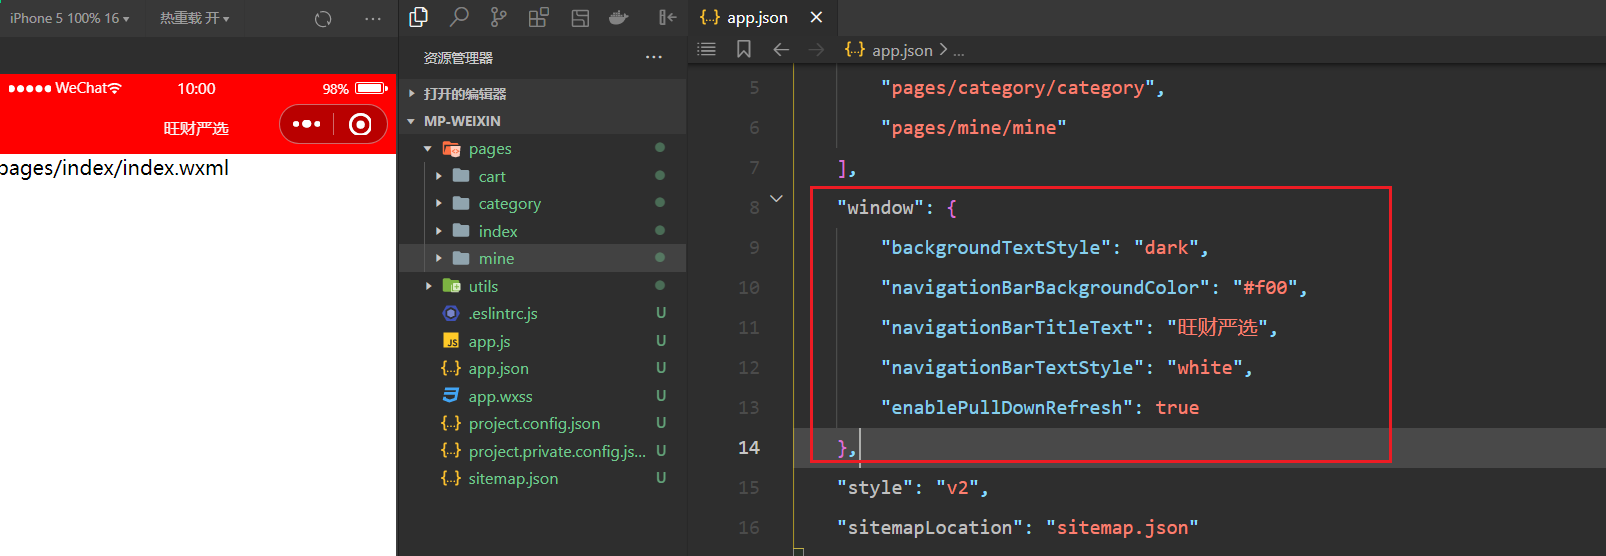 iPhone 5 100% 16
热重载 开
WeChat
10:00
98%
旺财严选
pages/index/index.wxml
资源管理器
打开的编辑器
MP-WEIXIN
pages
cart
category
index
mine
utils
.eslintrc.js U
JS app.js U
{..} app.json U
app.wxss U
{..} project.config.json U
{..} project.private.config.js... U
{..} sitemap.json U
{..} app.json
{..} app.json > ...
5 "pages/category/category",
6 "pages/mine/mine"
7 ],
8 "window": {
9 "backgroundTextStyle": "dark",
10 "navigationBarBackgroundColor": "#f00",
11 "navigationBarTitleText": "旺财严选",
12 "navigationBarTextStyle": "white",
13 "enablePullDownRefresh": true
14 },
15 "style": "v2",
16 "sitemapLocation": "sitemap.json"